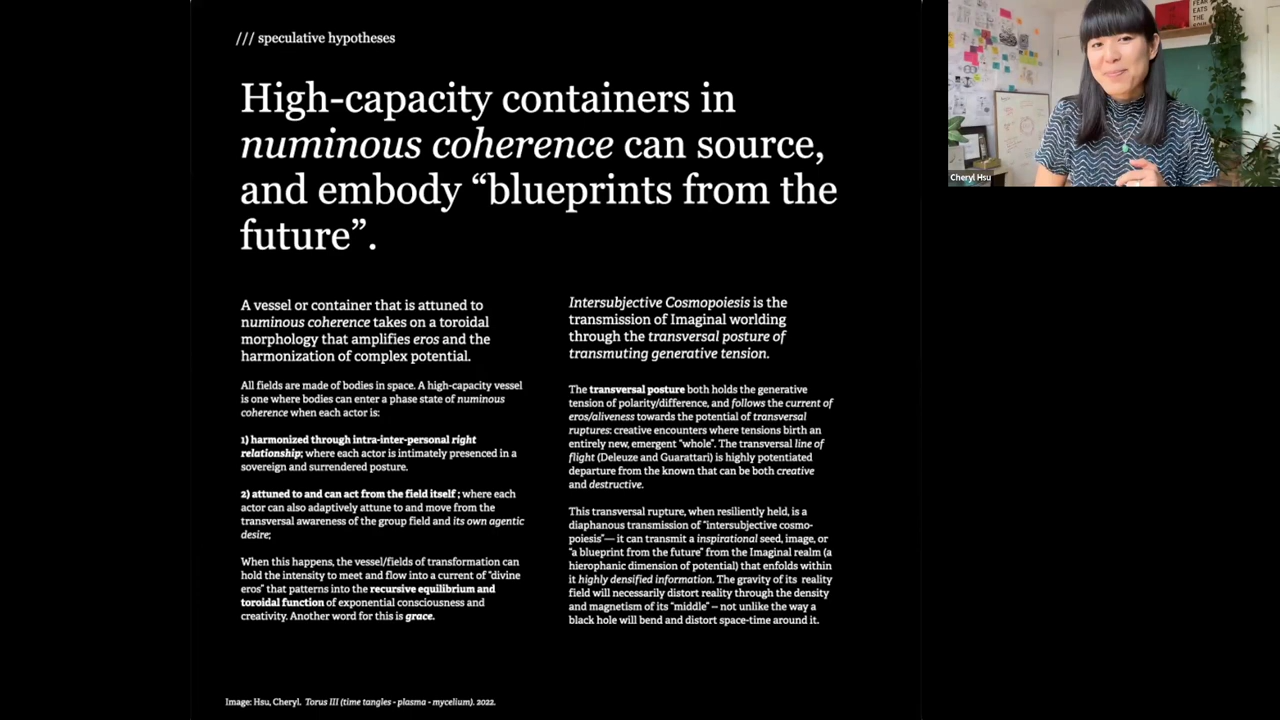 /// speculative hypotheses
High-capacity containers in
numinous coherence can source,
and embody “blueprints from the
future”.
A vessel or container that is attuned to
numinous coherence takes on a toroidal
morphology that amplifies eros and the
harmonization of complex potential.
All fields are made of bodies in space. A high-capacity vessel
is one where bodies can enter a phase state of numinous
coherence when each actor is:
1) harmonized through intra-inter-personal right
relationship; where each actor is intimately presenced in a
sovereign and surrendered posture.
2) attuned to and can act from the field itself ; where each
actor can also adaptively attune to and move from the
transversal awareness of the group field and its own agentic
desire;
When this happens, the vessel/fields of transformation can
hold the intensity to meet and flow into a current of “divine
eros” that patterns into the recursive equilibrium and
toroidal function of exponential consciousness and
creativity. Another word for this is grace.
Intersubjective Cosmopoiesis is the
transmission of Imaginal worlding
through the transversal posture of
transmuting generative tension.
The transversal posture both holds the generative
tension of polarity/difference, and follows the current of
eros/aliveness towards the potential of transversal
ruptures: creative encounters where tensions birth an
entirely new, emergent “whole”. The transversal line of
flight (Deleuze and Guarattari) is highly potentiated
departure from the known that can be both creative
and destructive.
This transversal rupture, when resiliently held, is a
diaphanous transmission of “intersubjective cosmo-
poiesis”— it can transmit a inspirational seed, image, or
“a blueprint from the future” from the Imaginal realm (a
hierophanic dimension of potential) that enfolds within
it highly densified information. The gravity of its reality
field will necessarily distort reality through the density
and magnetism of its “middle” – not unlike the way a
black hole will bend and distort space-time around it.
Image: Hsu, Cheryl. Torus III (time tangles - plasma - mycelium). 2022.
FEAR
EATS
THE
SOUL
Cheryl Hsu